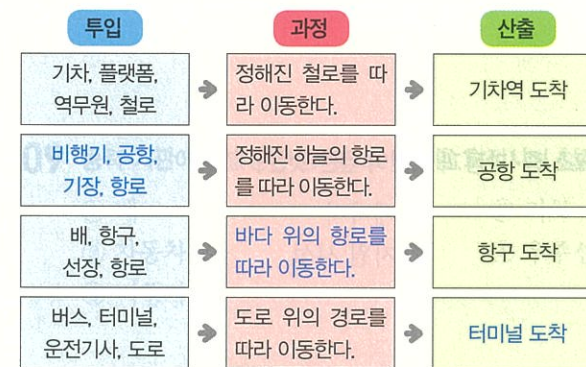 투입 과정 산출
기차, 플랫폼,
역무원, 철로
정해진 철로를 따
라 이동한다.
기차역 도착
비행기, 공항,
기장, 항로
정해진 하늘의 항로
를 따라 이동한다.
공항 도착
배, 항구,
선장, 항로
바다 위의 항로를
따라 이동한다.
항구 도착
버스, 터미널,
운전기사, 도로
도로 위의 경로를
따라 이동한다.
터미널 도착